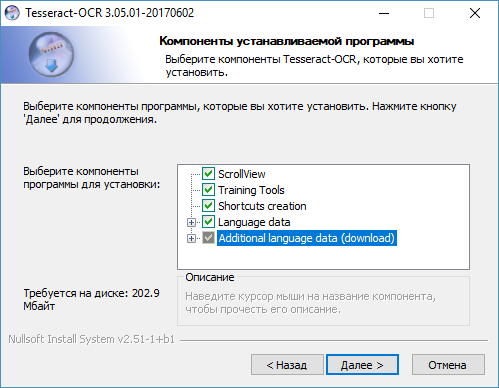 Tesseract-OCR 3.05.01-20170602
Компоненты устанавливаемой программы
Выберите компоненты Tesseract-OCR, которые вы хотите
установить.
Выберите компоненты программы, которые вы хотите установить. Нажмите кнопку
'Далее' для продолжения.
Выберите компоненты
программы для установки:
ScrollView
Training Tools
Shortcuts creation
Language data
Additional language data (download)
Требуется на диске: 202.9
Мбайт
Описание
Наведите курсор мыши на название компонента,
чтобы прочесть его описание.
Nullsoft Install System v2.51-1+b1
< Назад
Далее >
Отмена